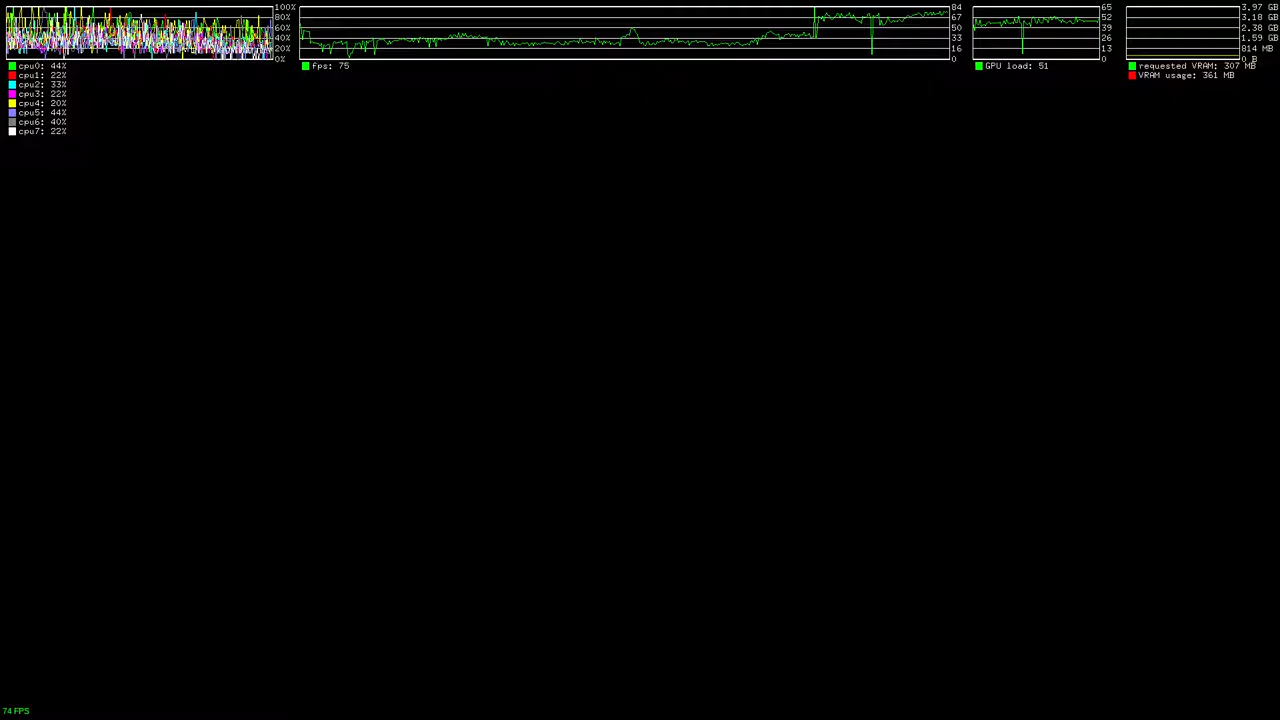 100%
80%
60%
40%
20%
0%
cpu0: 44%
cpu1: 22%
cpu2: 33%
cpu3: 22%
cpu4: 20%
cpu5: 44%
cpu6: 40%
cpu7: 22%
84
67
50
33
16
0
fps: 75
65
52
39
26
13
0
GPU load: 51
3.97 GB
3.18 GB
2.38 GB
1.59 GB
814 MB
0 B
requested VRAM: 307 MB
VRAM usage: 361 MB
74 FPS